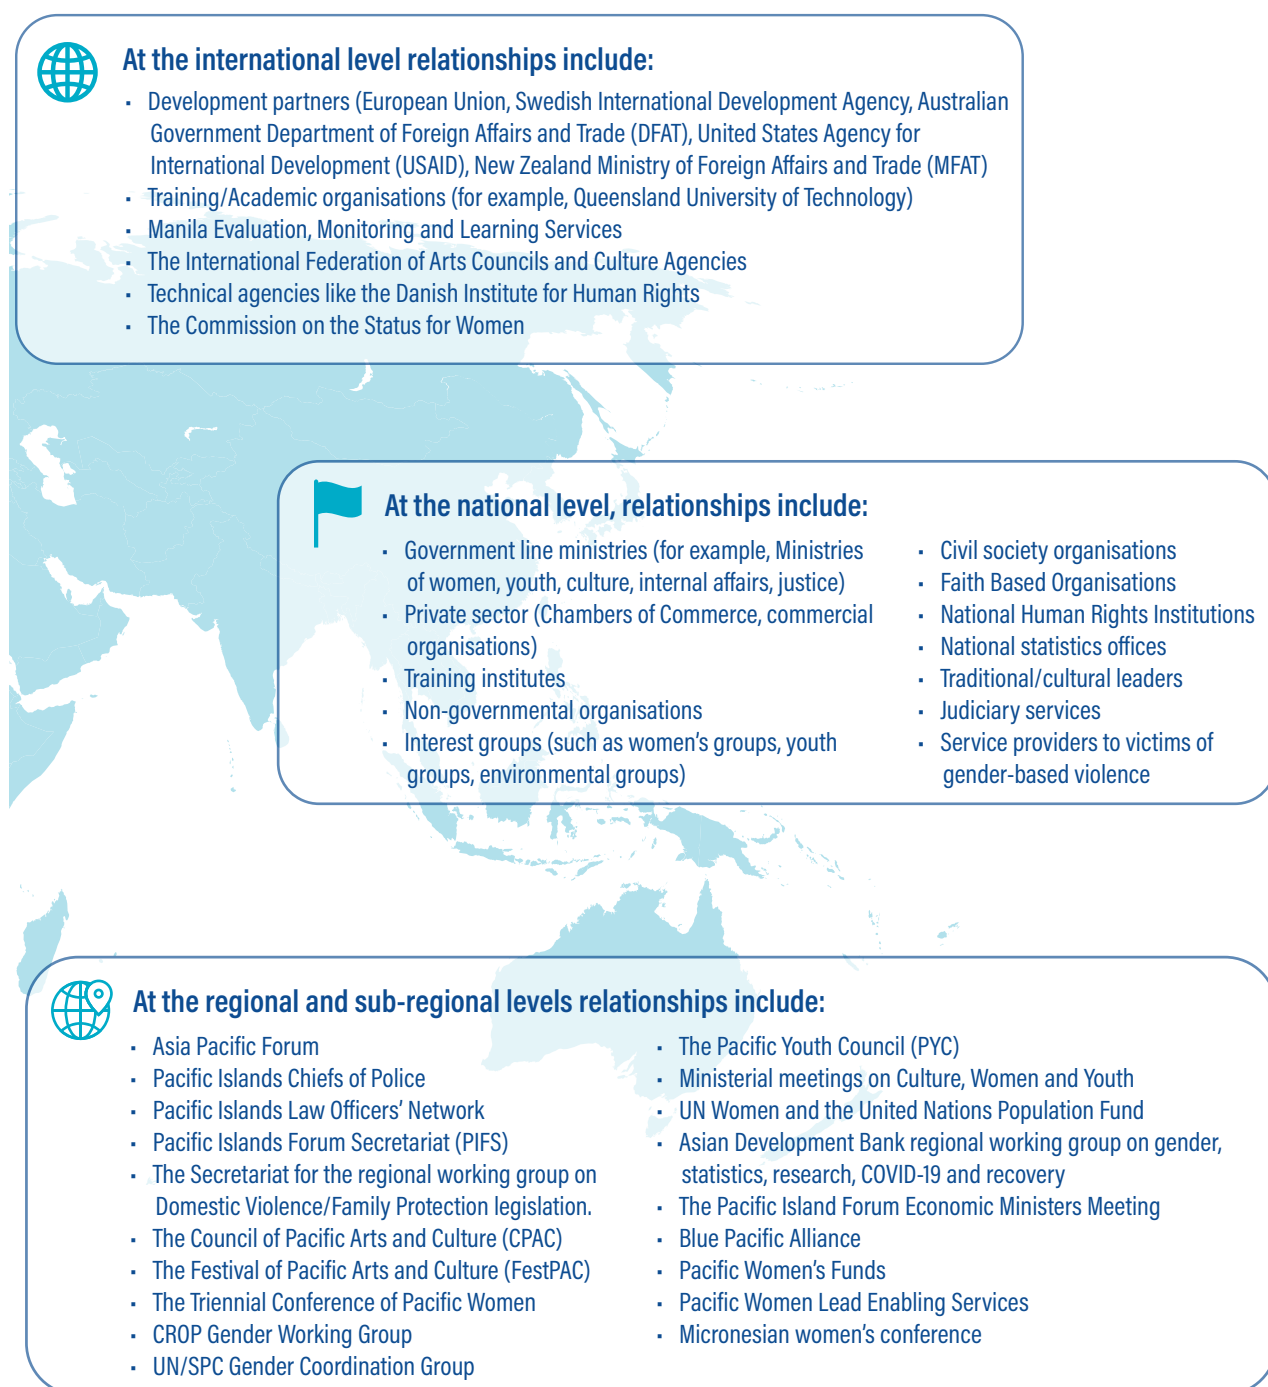 At the international level relationships include:
▪ Development partners (European Union, Swedish International Development Agency, Australian
Government Department of Foreign Affairs and Trade (DFAT), United States Agency for
International Development (USAID), New Zealand Ministry of Foreign Affairs and Trade (MFAT)
▪ Training/Academic organisations (for example, Queensland University of Technology)
▪ Manila Evaluation, Monitoring and Learning Services
▪ The International Federation of Arts Councils and Culture Agencies
▪ Technical agencies like the Danish Institute for Human Rights
▪ The Commission on the Status for Women
At the national level, relationships include:
▪ Government line ministries (for example, Ministries
of women, youth, culture, internal affairs, justice)
▪ Private sector (Chambers of Commerce, commercial
organisations)
▪ Training institutes
▪ Non-governmental organisations
▪ Interest groups (such as women's groups, youth
groups, environmental groups)
▪ Civil society organisations
▪ Faith Based Organisations
▪ National Human Rights Institutions
▪ National statistics offices
▪ Traditional/cultural leaders
▪ Judiciary services
▪ Service providers to victims of
gender-based violence
At the regional and sub-regional levels relationships include:
▪ Asia Pacific Forum
▪ Pacific Islands Chiefs of Police
▪ Pacific Islands Law Officers' Network
▪ Pacific Islands Forum Secretariat (PIFS)
▪ The Secretariat for the regional working group on
Domestic Violence/Family Protection legislation.
▪ The Council of Pacific Arts and Culture (CPAC)
▪ The Festival of Pacific Arts and Culture (FestPAC)
▪ The Triennial Conference of Pacific Women
▪ CROP Gender Working Group
▪ UN/SPC Gender Coordination Group
▪ The Pacific Youth Council (PYC)
▪ Ministerial meetings on Culture, Women and Youth
▪ UN Women and the United Nations Population Fund
▪ Asian Development Bank regional working group on gender,
statistics, research, COVID-19 and recovery
▪ The Pacific Island Forum Economic Ministers Meeting
▪ Blue Pacific Alliance
▪ Pacific Women's Funds
▪ Pacific Women Lead Enabling Services
▪ Micronesian women's conference